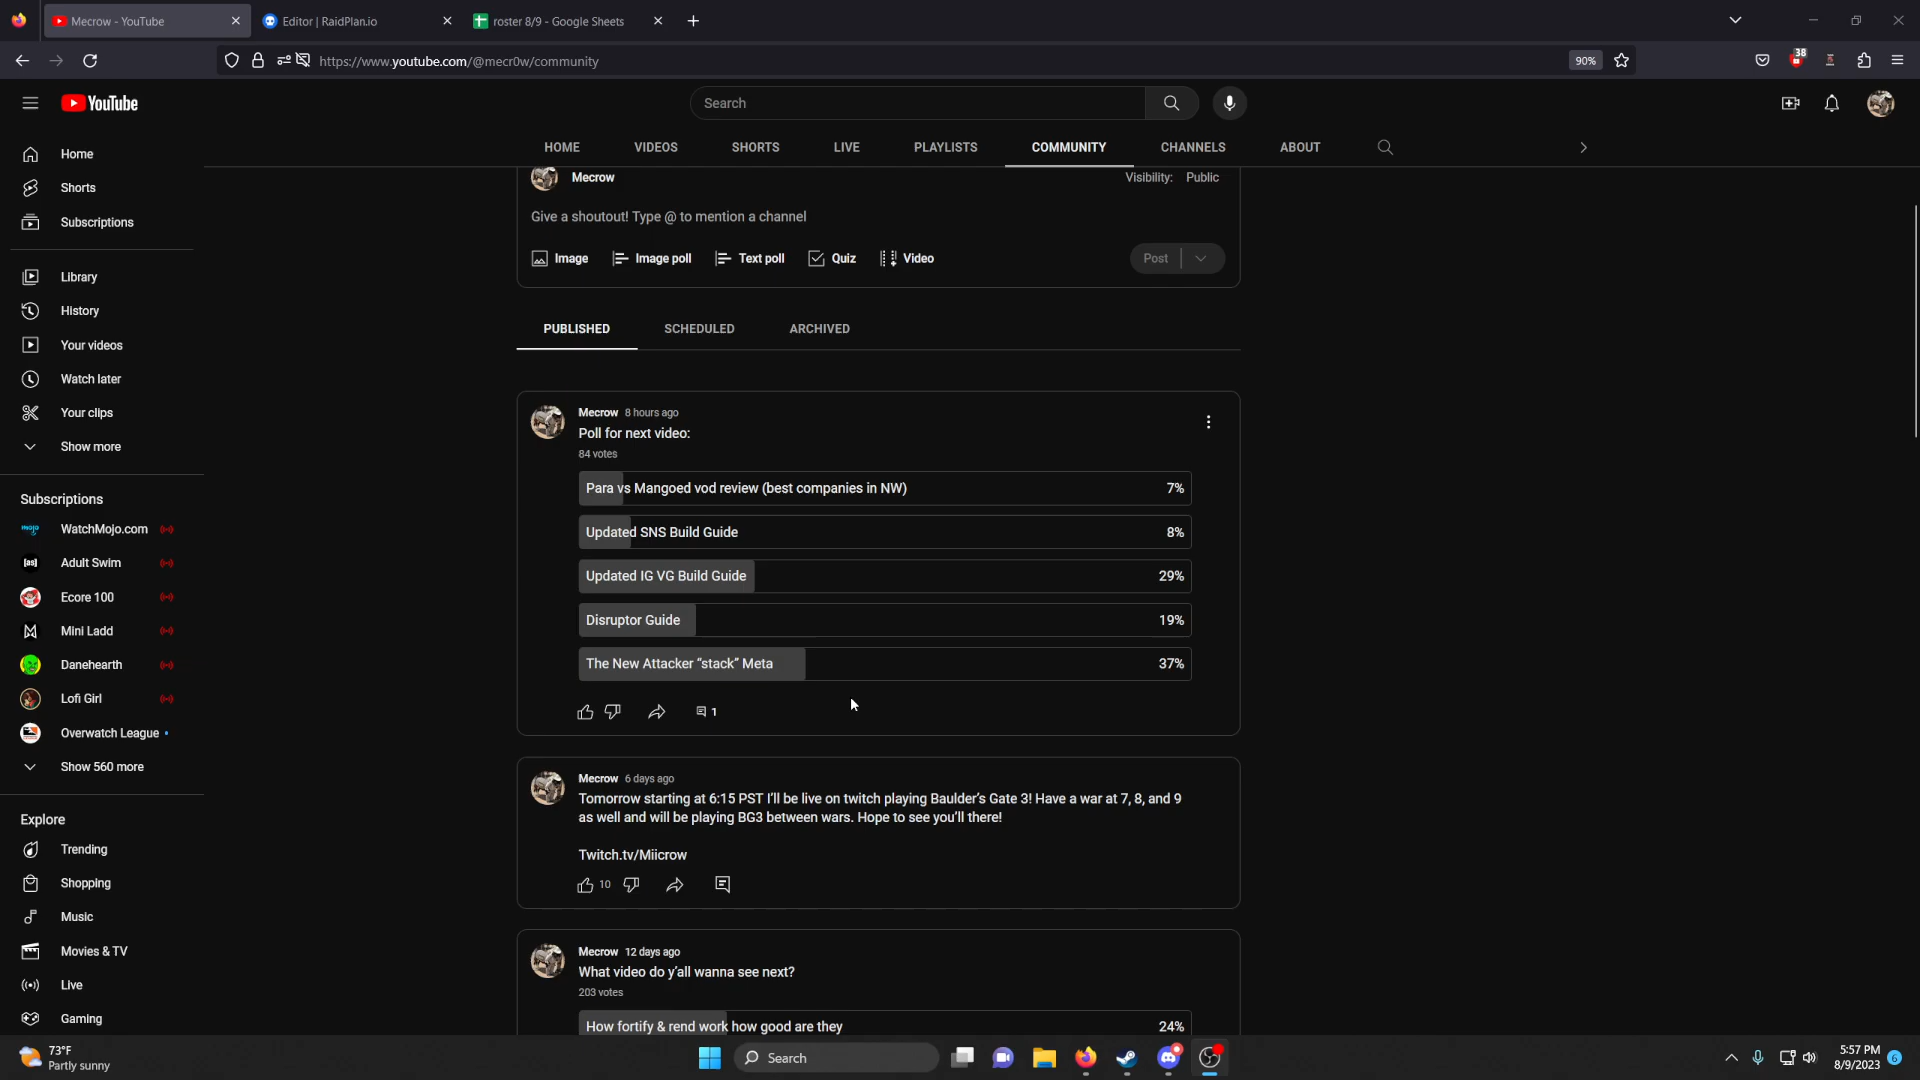 Mecrow - YouTube
Editor | RaidPlan.io
roster 8/9 - Google Sheets
https://www.youtube.com/@mecr0w/community
90%
38
YouTube
Search
HOME
VIDEOS
SHORTS
LIVE
PLAYLISTS
COMMUNITY
CHANNELS
ABOUT
Home
Shorts
Subscriptions
Library
History
Your videos
Watch later
Your clips
Show more
Subscriptions
mojo
WatchMojo.com
[as]
Adult Swim
Ecore 100
Mini Ladd
Danehearth
Lofi Girl
Overwatch League
Show 560 more
Explore
Trending
Shopping
Music
Movies & TV
Live
Gaming
Mecrow
Visibility: Public
Give a shoutout! Type @ to mention a channel
Image
Image poll
Text poll
Quiz
Video
Post
PUBLISHED
SCHEDULED
ARCHIVED
Mecrow 8 hours ago
Poll for next video:
84 votes
Para vs Mangoed vod review (best companies in NW) 7%
Updated SNS Build Guide 8%
Updated IG VG Build Guide 29%
Disruptor Guide 19%
The New Attacker “stack” Meta 37%
1
Mecrow 6 days ago
Tomorrow starting at 6:15 PST I’ll be live on twitch playing Baulder’s Gate 3! Have a war at 7, 8, and 9
as well and will be playing BG3 between wars. Hope to see you’ll there!
Twitch.tv/Miicrow
10
Mecrow 12 days ago
What video do y’all wanna see next?
203 votes
How fortify & rend work how good are they 24%
73°F
Partly sunny
Search
5:57 PM
8/9/2023
6